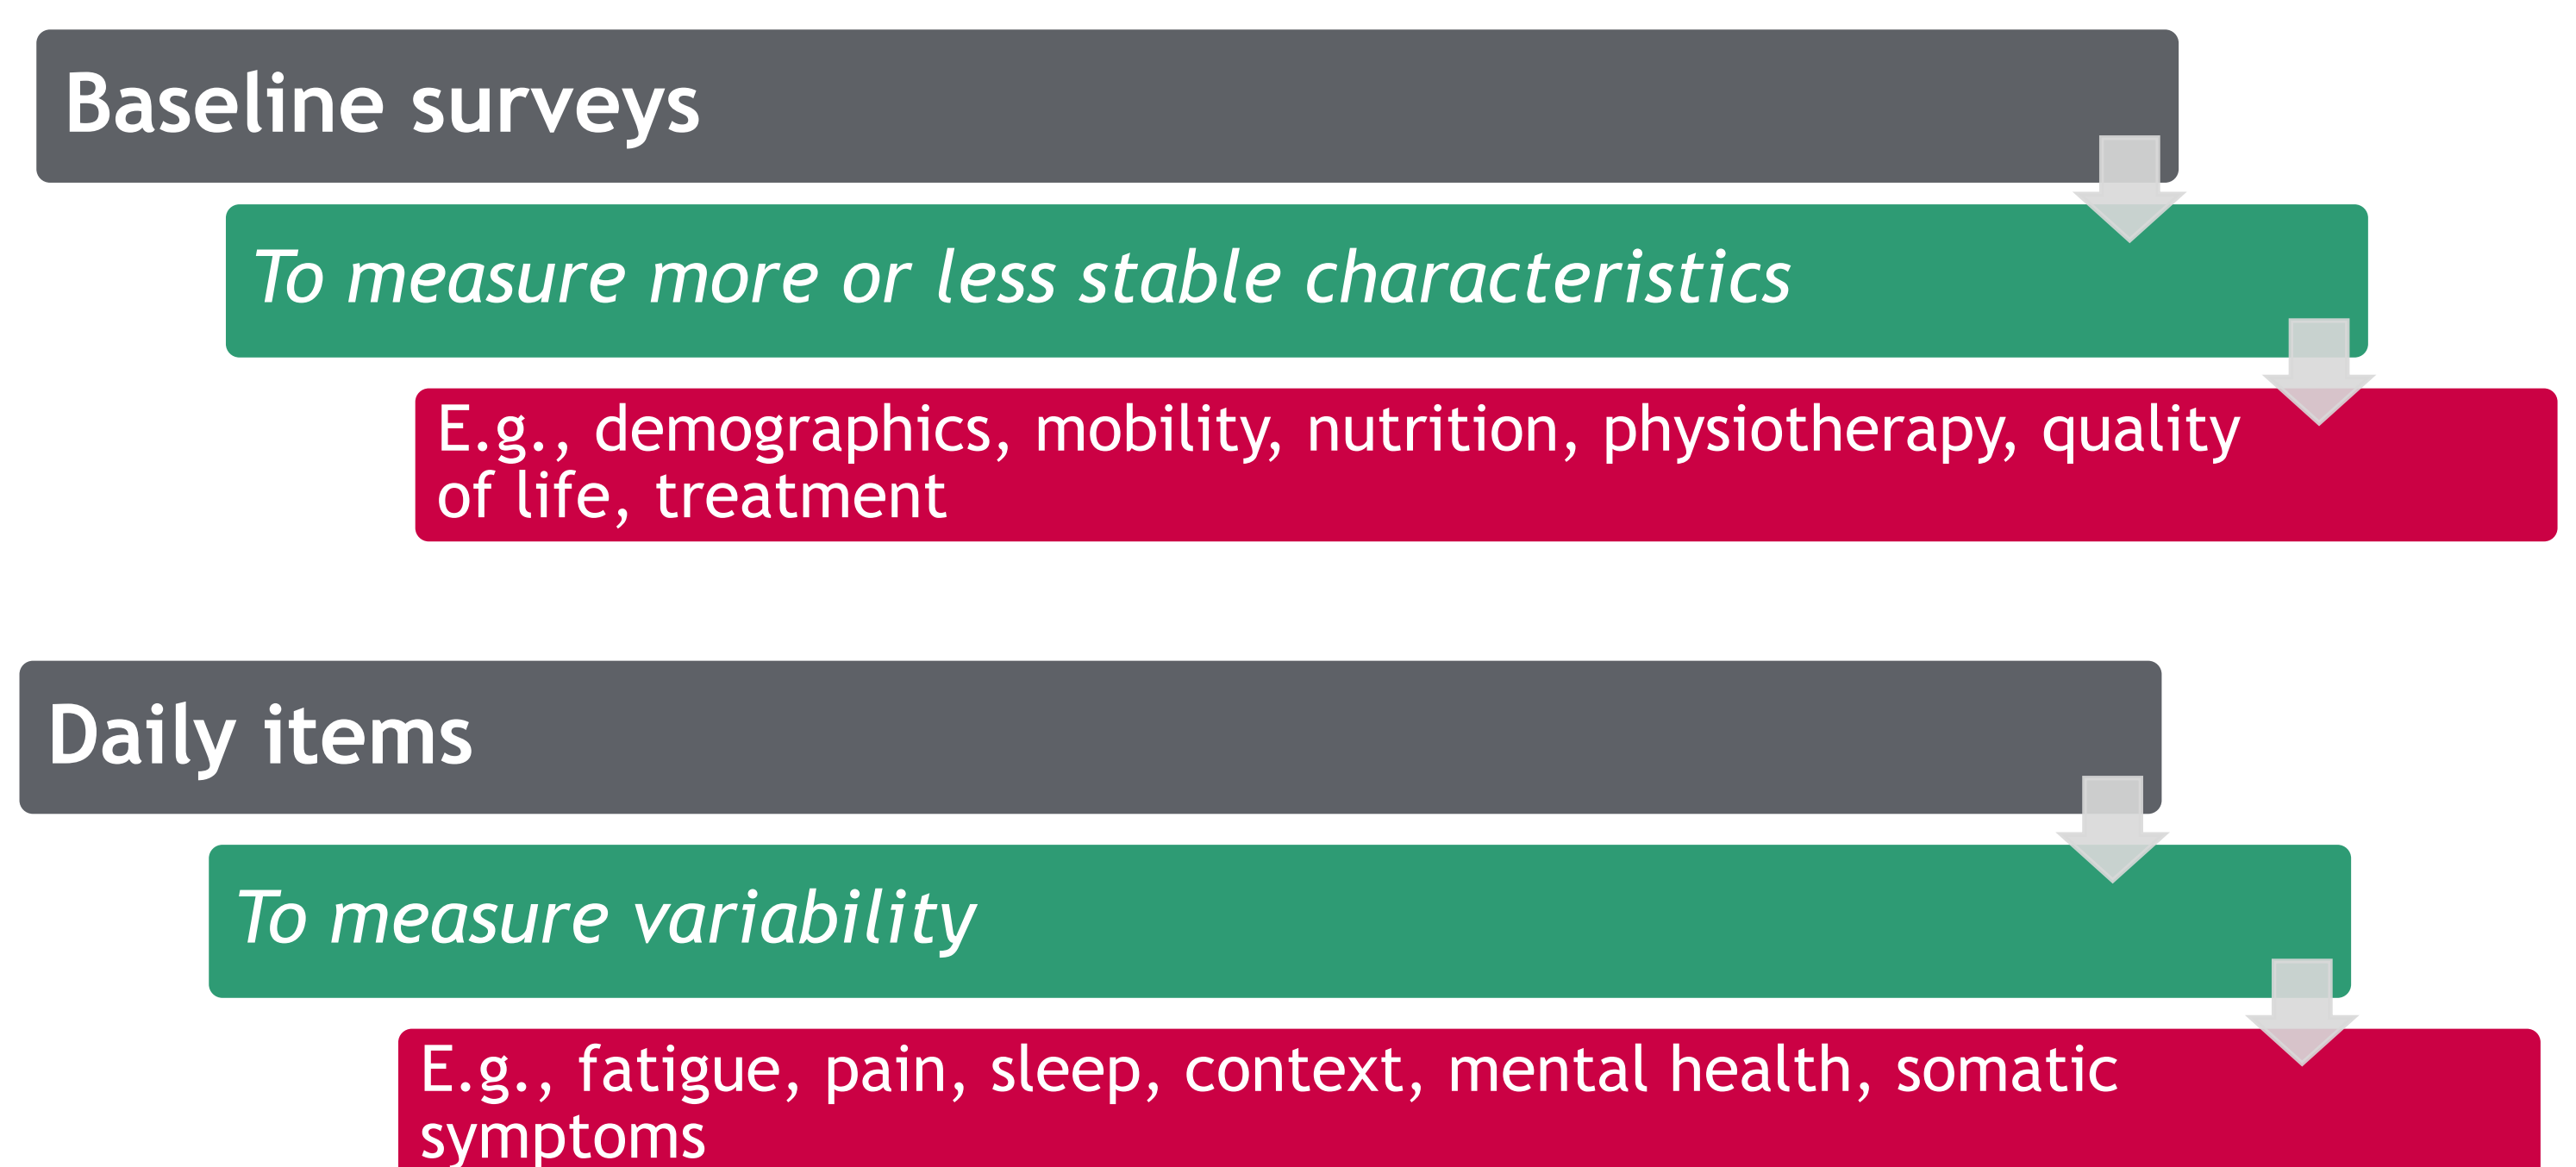 Baseline surveys
To measure more or less stable characteristics
E.g., demographics, mobility, nutrition, physiotherapy, quality
of life, treatment
Daily items
To measure variability
E.g., fatigue, pain, sleep, context, mental health, somatic
symptoms